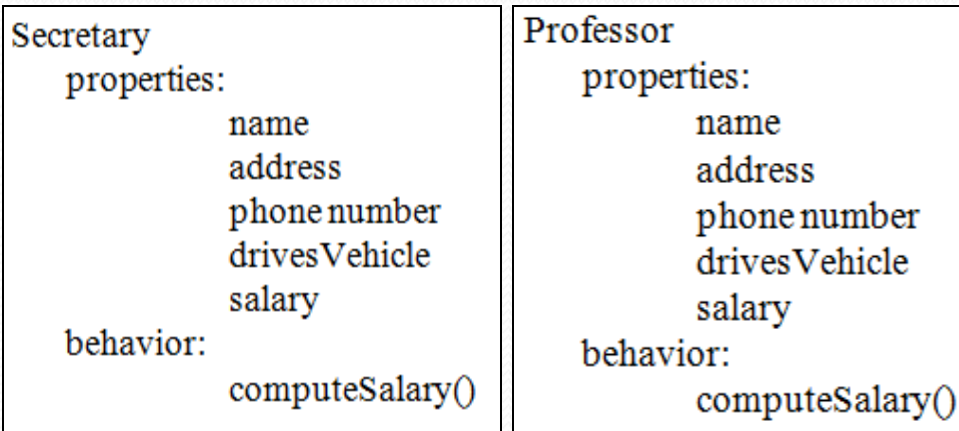 Secretary
properties:
name
address
phone number
drivesVehicle
salary
behavior:
computeSalary()
Professor
properties:
name
address
phone number
drivesVehicle
salary
behavior:
computeSalary()